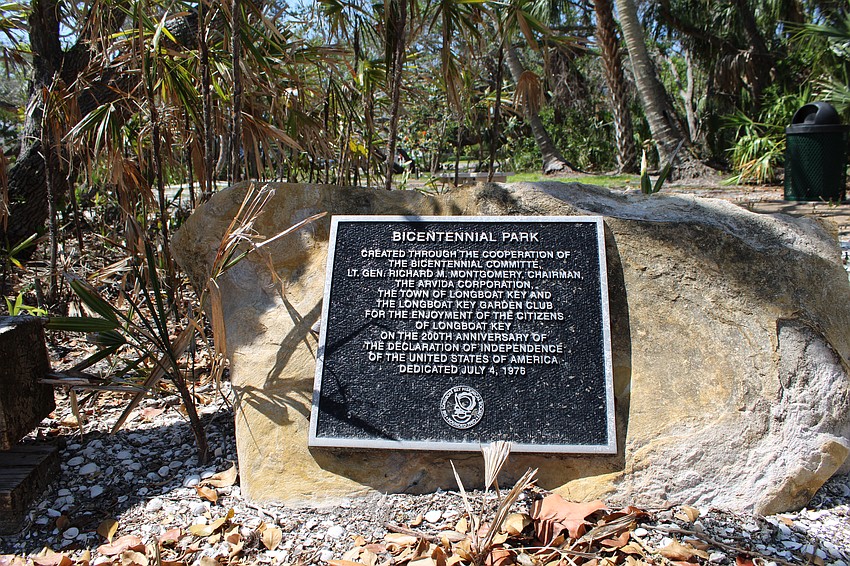 BICENTENNIAL PARK
CREATED THROUGH THE COOPERATION OF
THE BICENTENNIAL COMMITTE,
LT. GEN. RICHARD M. MONTGOMERY, CHAIRMAN,
THE ARVIDA CORPORATION,
THE TOWN OF LONGBOAT KEY AND
THE LONGBOAT KEY GARDEN CLUB
FOR THE ENJOYMENT OF THE CITIZENS
OF LONGBOAT KEY
ON THE 200TH ANNIVERSARY OF
THE DECLARATION OF INDEPENDENCE
OF THE UNITED STATES OF AMERICA.
DEDICATED JULY 4, 1976